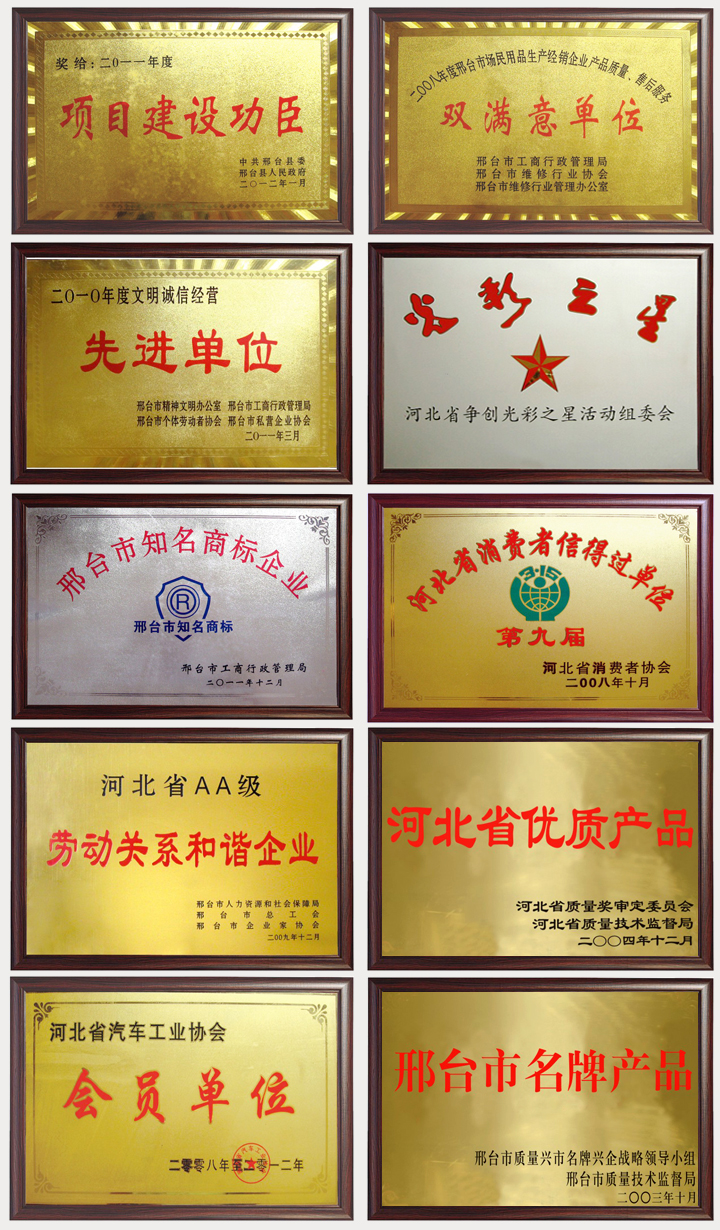 奖给:二〇一一年度
项目建设功臣
中共邢台县委
邢台县人民政府
二〇一二年一月
二〇〇八年度邢台市场民用品生产经销企业产品质量、售后服务
双满意单位
邢台市工商行政管理局
邢台市维修行业协会
邢台市维修行业管理办公室
二〇一〇年度文明诚信经营
先进单位
邢台市精神文明办公室 邢台市工商行政管理局
邢台市个体劳动者协会 邢台市私营企业协会
二〇一一年三月
光彩之星
河北省争创光彩之星活动组委会
邢台市知名商标企业
R
邢台市知名商标
邢台市工商行政管理局
二〇一一年十二月
河北省消费者信得过单位
3·15
第九届
河北省消费者协会
二00八年十月
河北省AA级
劳动关系和谐企业
邢台市人力资源和社会保障局
邢台市总工会
邢台市企业家协会
二00九年十二月
河北省优质产品
河北省质量奖审定委员会
河北省质量技术监督局
二〇〇四年十二月
河北省汽车工业协会
会员单位
二零零八年至二零一二年
邢台市名牌产品
邢台市质量兴市名牌兴企战略领导小组
邢台市质量技术监督局
二〇〇三年十月